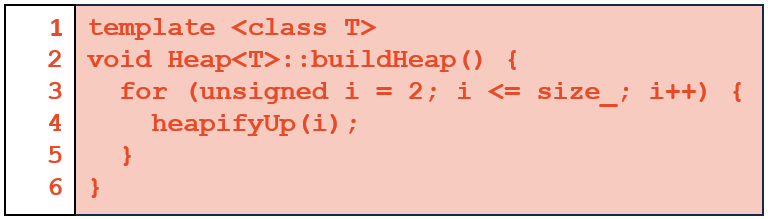 1 template <class T>
2 void Heap<T>::buildHeap() {
3   for (unsigned i = 2; i <= size_; i++) {
4     heapifyUp(i);
5   }
6 }